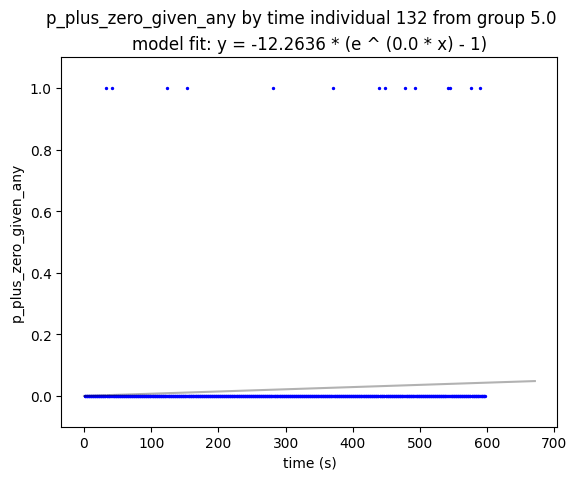 p_plus_zero_given_any by time individual 132 from group 5.0
model fit: y = -12.2636 * (e ^ (0.0 * x) - 1)
1.0
0.8
0.6
0.4
0.2
0.0
p_plus_zero_given_any
0 100 200 300 400 500 600 700
time (s)